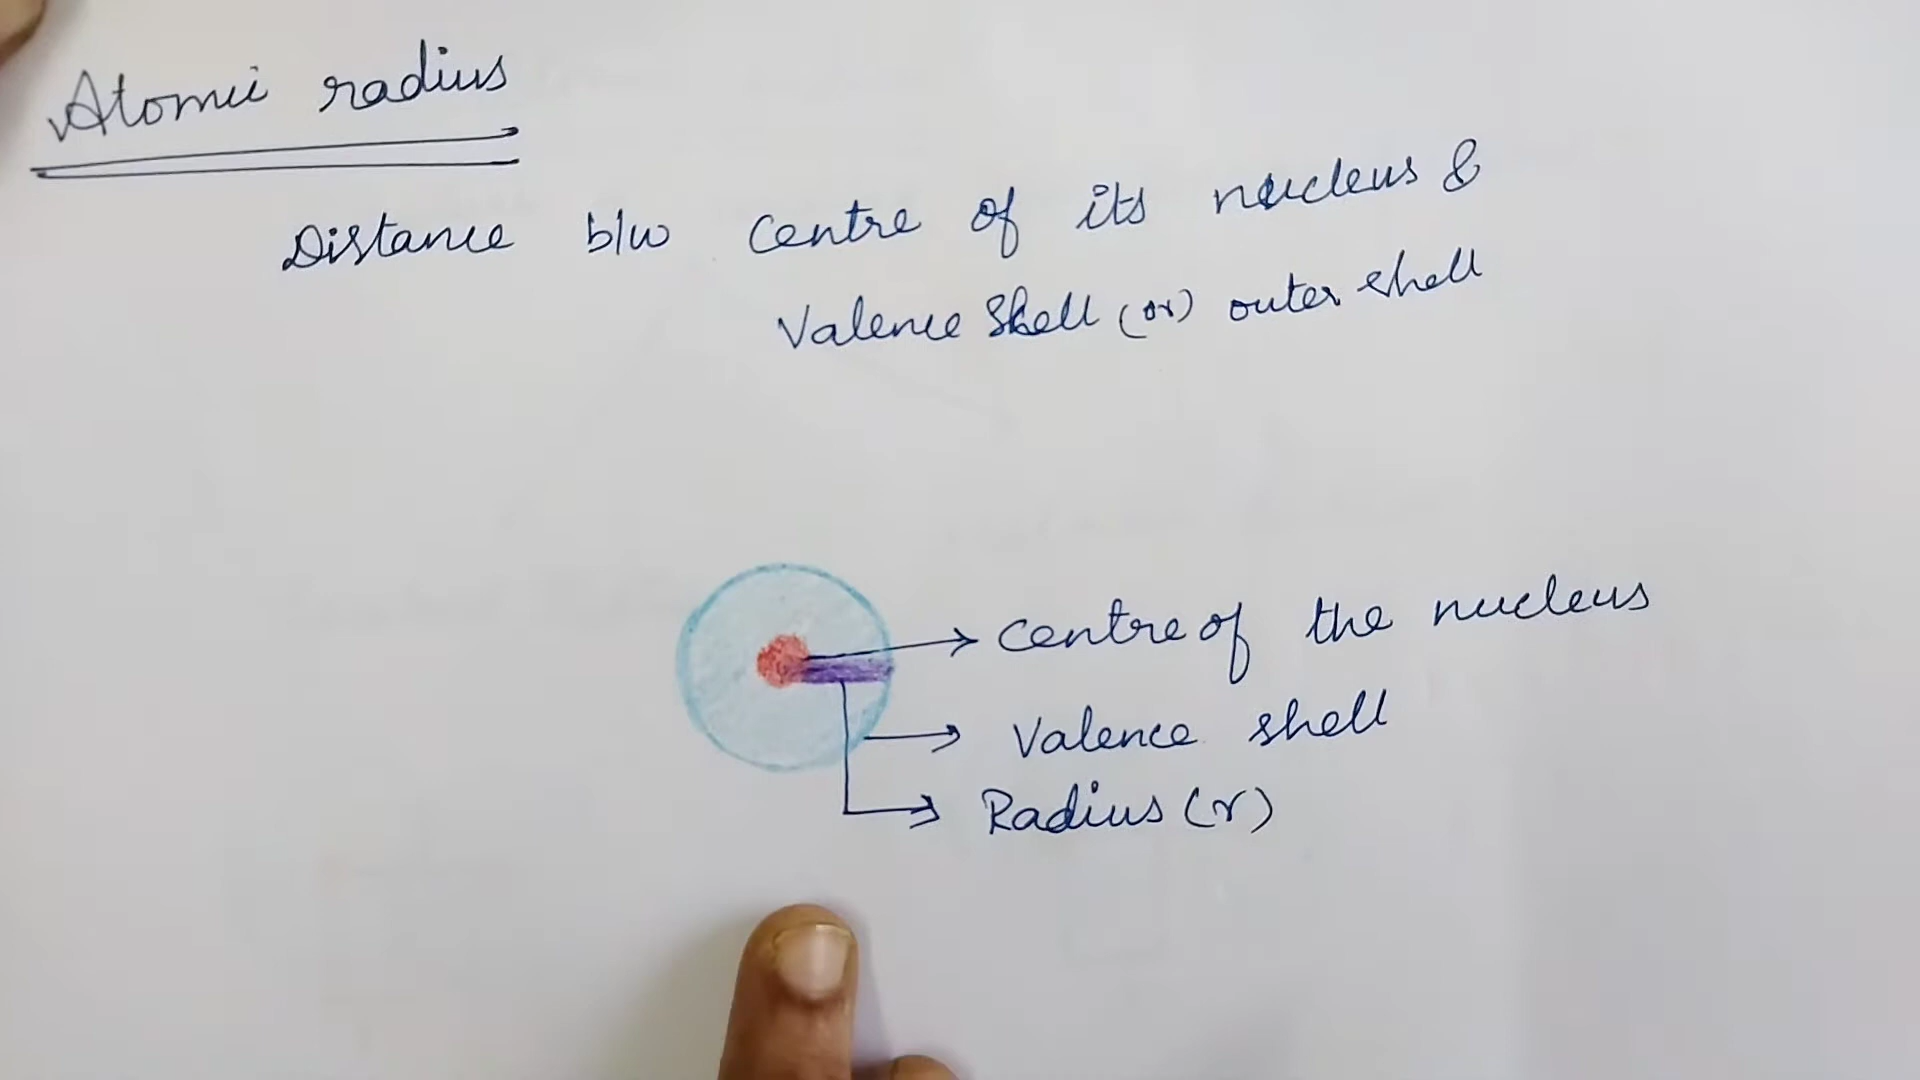 Atomic radius
Distance b/w Centre of its nucleus &
Valence Shell (or) outer shell
Centre of the nucleus
Valence shell
Radius (r)